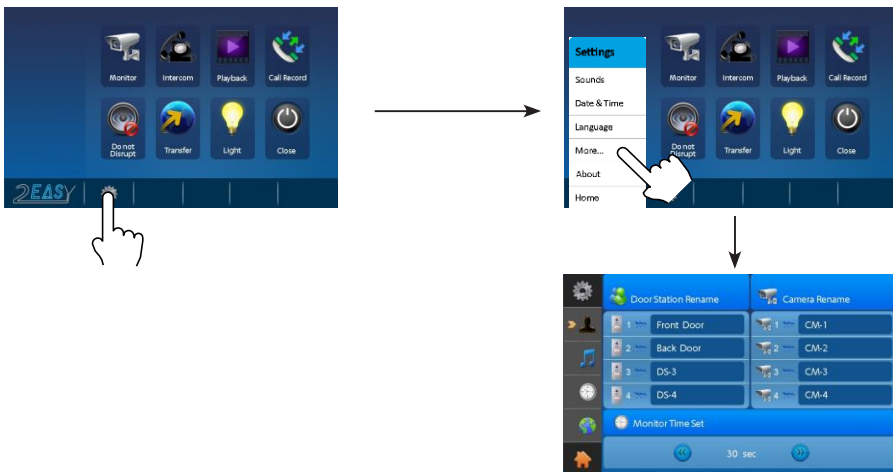 Monitor
Intercom
Playback
Call Record
Do not
Disrupt
Transfer
Light
Close
2EASY
Settings
Sounds
Date & Time
Language
More...
About
Home
Monitor
Intercom
Playback
Call Record
Do not
Disrupt
Transfer
Light
Close
Door Station Rename
Camera Rename
1 Front Door
1 CM-1
2 Back Door
2 CM-2
3 DS-3
3 CM-3
4 DS-4
4 CM-4
Monitor Time Set
30 sec